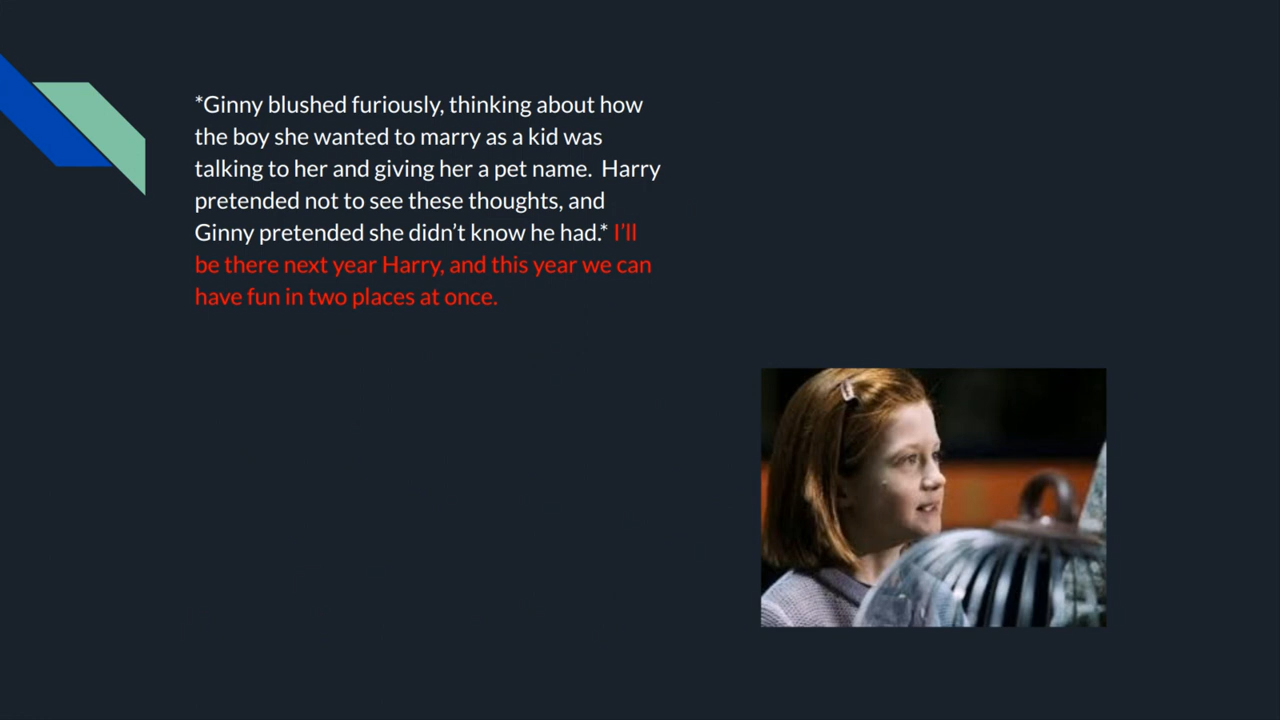 *Ginny blushed furiously, thinking about how
the boy she wanted to marry as a kid was
talking to her and giving her a pet name.  Harry
pretended not to see these thoughts, and
Ginny pretended she didn’t know he had.* I’ll
be there next year Harry, and this year we can
have fun in two places at once.